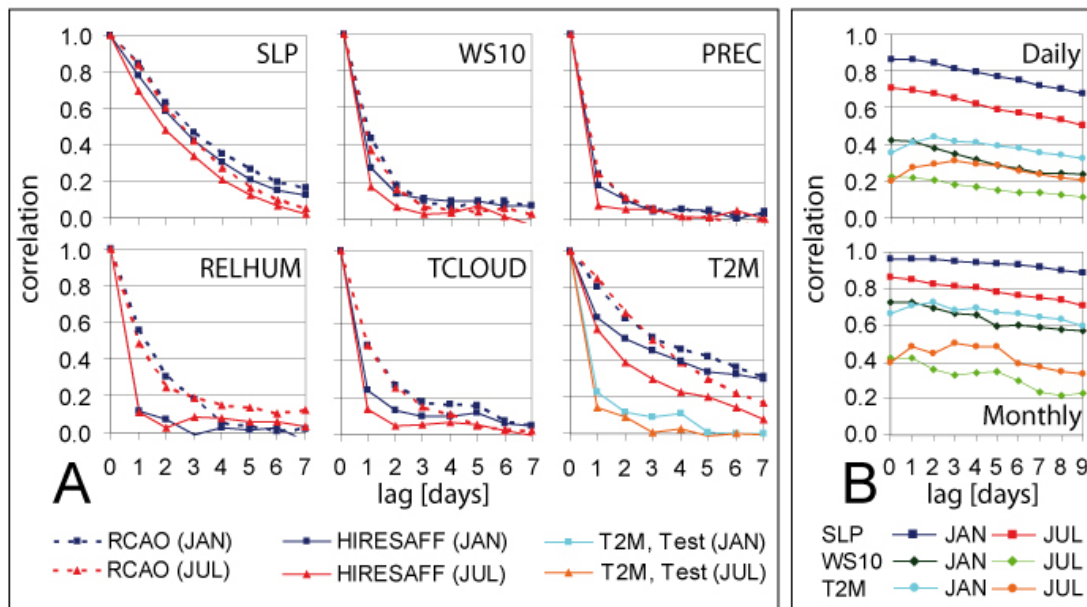 1.0 SLP WS10 PREC
0.8
0.6
0.4
0.2
0.0
correlation
1.0 RELHUM TCLOUD T2M
0.8
0.6
0.4
0.2
0.0
correlation
0 1 2 3 4 5 6 7 0 1 2 3 4 5 6 7 0 1 2 3 4 5 6 7
A lag [days]
RCAO (JAN) HIRESAFF (JAN) T2M, Test (JAN)
RCAO (JUL) HIRESAFF (JUL) T2M, Test (JUL)
1.0 Daily
0.8
0.6
0.4
0.2
0.0
1.0
0.8
0.6
0.4
0.2
0.0 Monthly
0 1 2 3 4 5 6 7 8 9
B lag [days]
SLP JAN JUL
WS10 JAN JUL
T2M JAN JUL